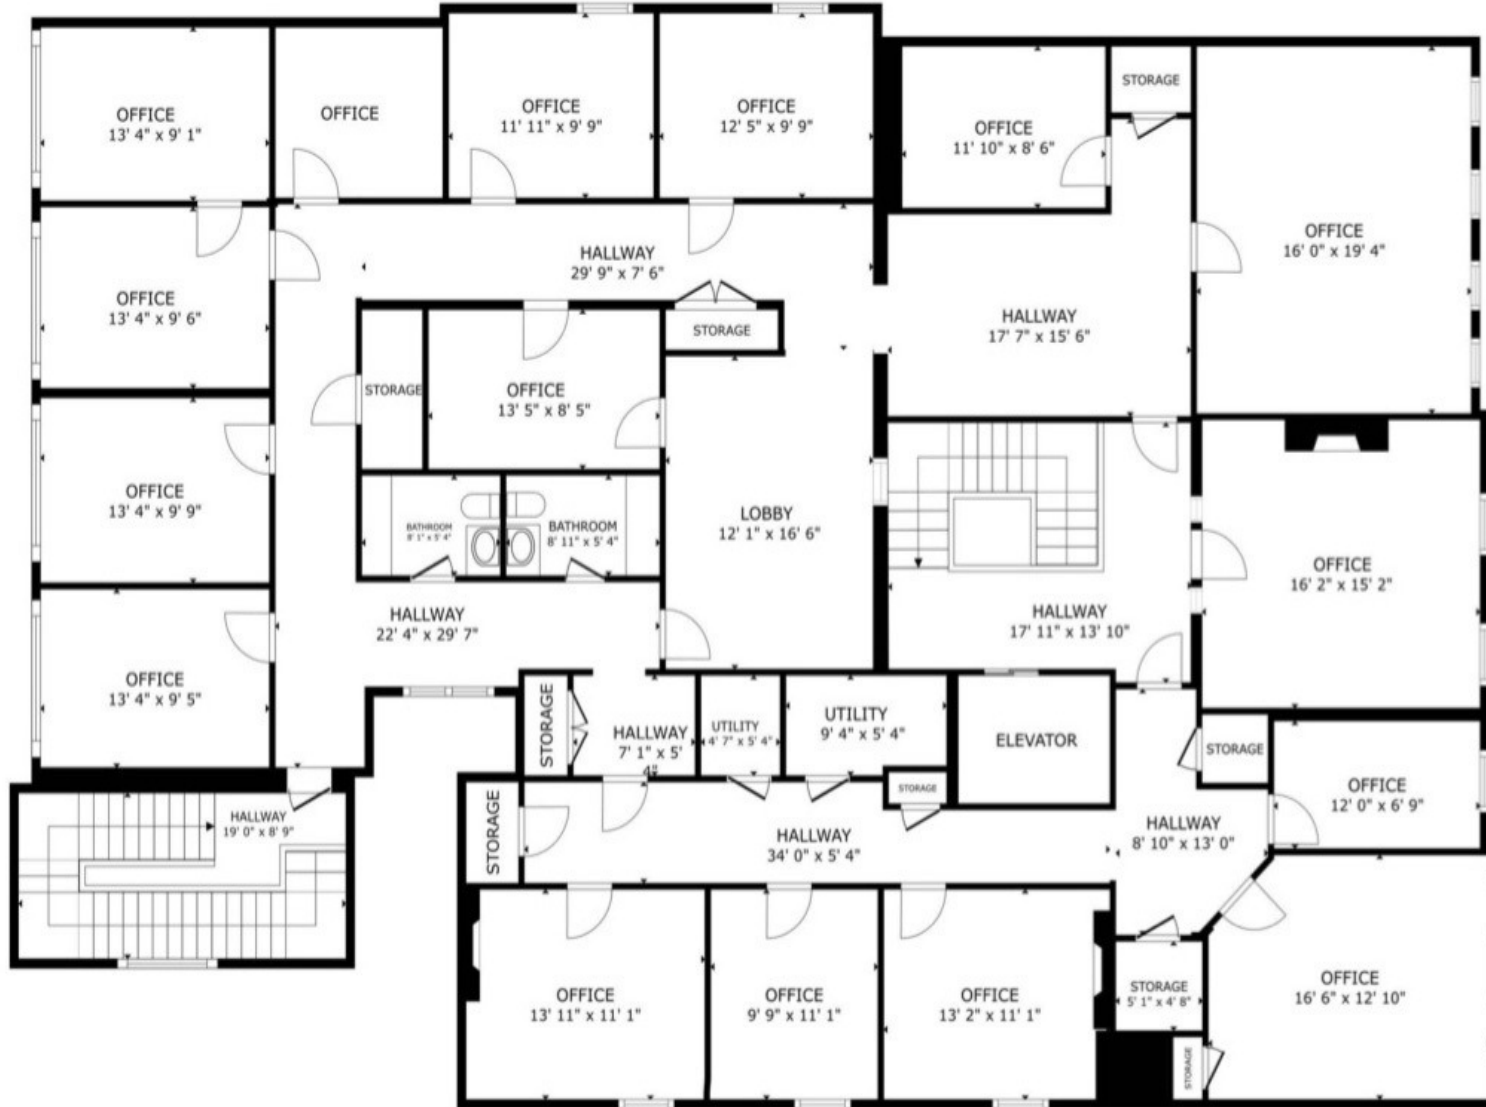 OFFICE
13' 4" x 9' 1"
OFFICE
OFFICE
11' 11" x 9' 9"
OFFICE
12' 5" x 9' 9"
OFFICE
11' 10" x 8' 6"
STORAGE
OFFICE
16' 0" x 19' 4"
OFFICE
13' 4" x 9' 6"
HALLWAY
29' 9" x 7' 6"
STORAGE
HALLWAY
17' 7" x 15' 6"
STORAGE
OFFICE
13' 5" x 8' 5"
OFFICE
13' 4" x 9' 9"
BATHROOM
8' 1" x 5' 4"
BATHROOM
8' 11" x 5' 4"
LOBBY
12' 1" x 16' 6"
OFFICE
16' 2" x 15' 2"
HALLWAY
22' 4" x 29' 7"
HALLWAY
17' 11" x 13' 10"
OFFICE
13' 4" x 9' 5"
STORAGE
HALLWAY
7' 1" x 5'
4"
UTILITY
4' 7" x 5' 4"
UTILITY
9' 4" x 5' 4"
ELEVATOR
STORAGE
OFFICE
12' 0" x 6' 9"
HALLWAY
19' 0" x 8' 9"
STORAGE
STORAGE
HALLWAY
34' 0" x 5' 4"
HALLWAY
8' 10" x 13' 0"
OFFICE
13' 11" x 11' 1"
OFFICE
9' 9" x 11' 1"
OFFICE
13' 2" x 11' 1"
STORAGE
5' 1" x 4' 8"
OFFICE
16' 6" x 12' 10"
STORAGE